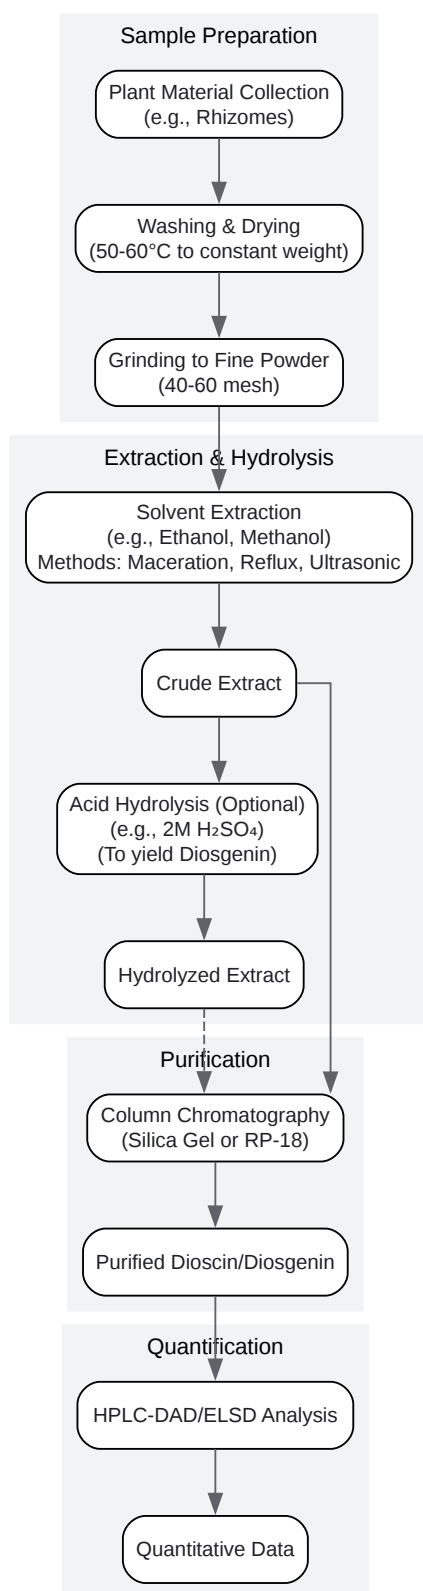 Sample Preparation
Plant Material Collection
(e.g., Rhizomes)
Washing & Drying
(50-60°C to constant weight)
Grinding to Fine Powder
(40-60 mesh)
Extraction & Hydrolysis
Solvent Extraction
(e.g., Ethanol, Methanol)
Methods: Maceration, Reflux, Ultrasonic
Crude Extract
Acid Hydrolysis (Optional)
(e.g., 2M H₂SO₄)
(To yield Diosgenin)
Hydrolyzed Extract
Purification
Column Chromatography
(Silica Gel or RP-18)
Purified Dioscin/Diosgenin
Quantification
HPLC-DAD/ELSD Analysis
Quantitative Data